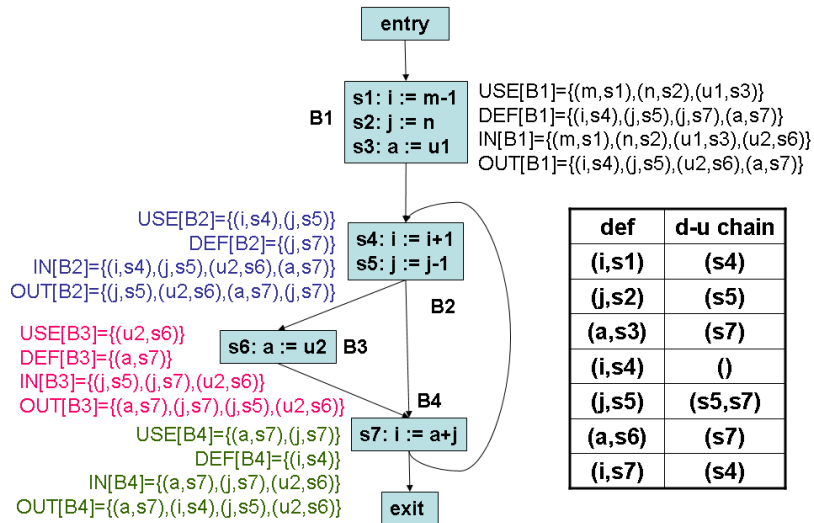 entry
B1
s1: i := m-1
s2: j := n
s3: a := u1
USE[B1]={(m,s1),(n,s2),(u1,s3)}
DEF[B1]={(i,s4),(j,s5),(j,s7),(a,s7)}
IN[B1]={(m,s1),(n,s2),(u1,s3),(u2,s6)}
OUT[B1]={(i,s4),(j,s5),(u2,s6),(a,s7)}
USE[B2]={(i,s4),(j,s5)}
DEF[B2]={(j,s7)}
IN[B2]={(i,s4),(j,s5),(u2,s6),(a,s7)}
OUT[B2]={(j,s5),(u2,s6),(a,s7),(j,s7)}
s4: i := i+1
s5: j := j-1
B2
USE[B3]={(u2,s6)}
DEF[B3]={(a,s7)}
IN[B3]={(j,s5),(j,s7),(u2,s6)}
OUT[B3]={(a,s7),(j,s7),(j,s5),(u2,s6)}
s6: a := u2
B3
B4
s7: i := a+j
USE[B4]={(a,s7),(j,s7)}
DEF[B4]={(i,s4)}
IN[B4]={(a,s7),(j,s7),(u2,s6)}
OUT[B4]={(a,s7),(i,s4),(j,s5),(u2,s6)}
exit
def d-u chain
(i,s1) (s4)
(j,s2) (s5)
(a,s3) (s7)
(i,s4) ()
(j,s5) (s5,s7)
(a,s6) (s7)
(i,s7) (s4)